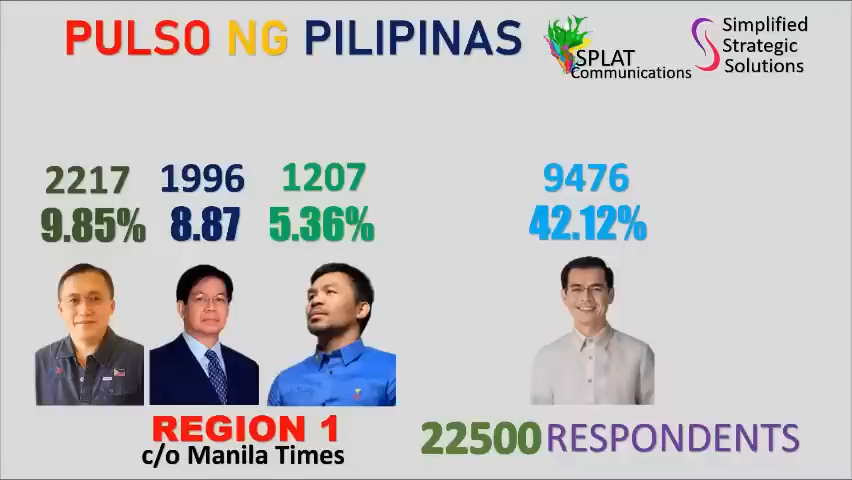 PULSO NG PILIPINAS
SPLAT
Communications
Simplified
Strategic
Solutions
2217 1996 1207 9476
9.85% 8.87 5.36% 42.12%
REGION 1
c/o Manila Times
22500 RESPONDENTS